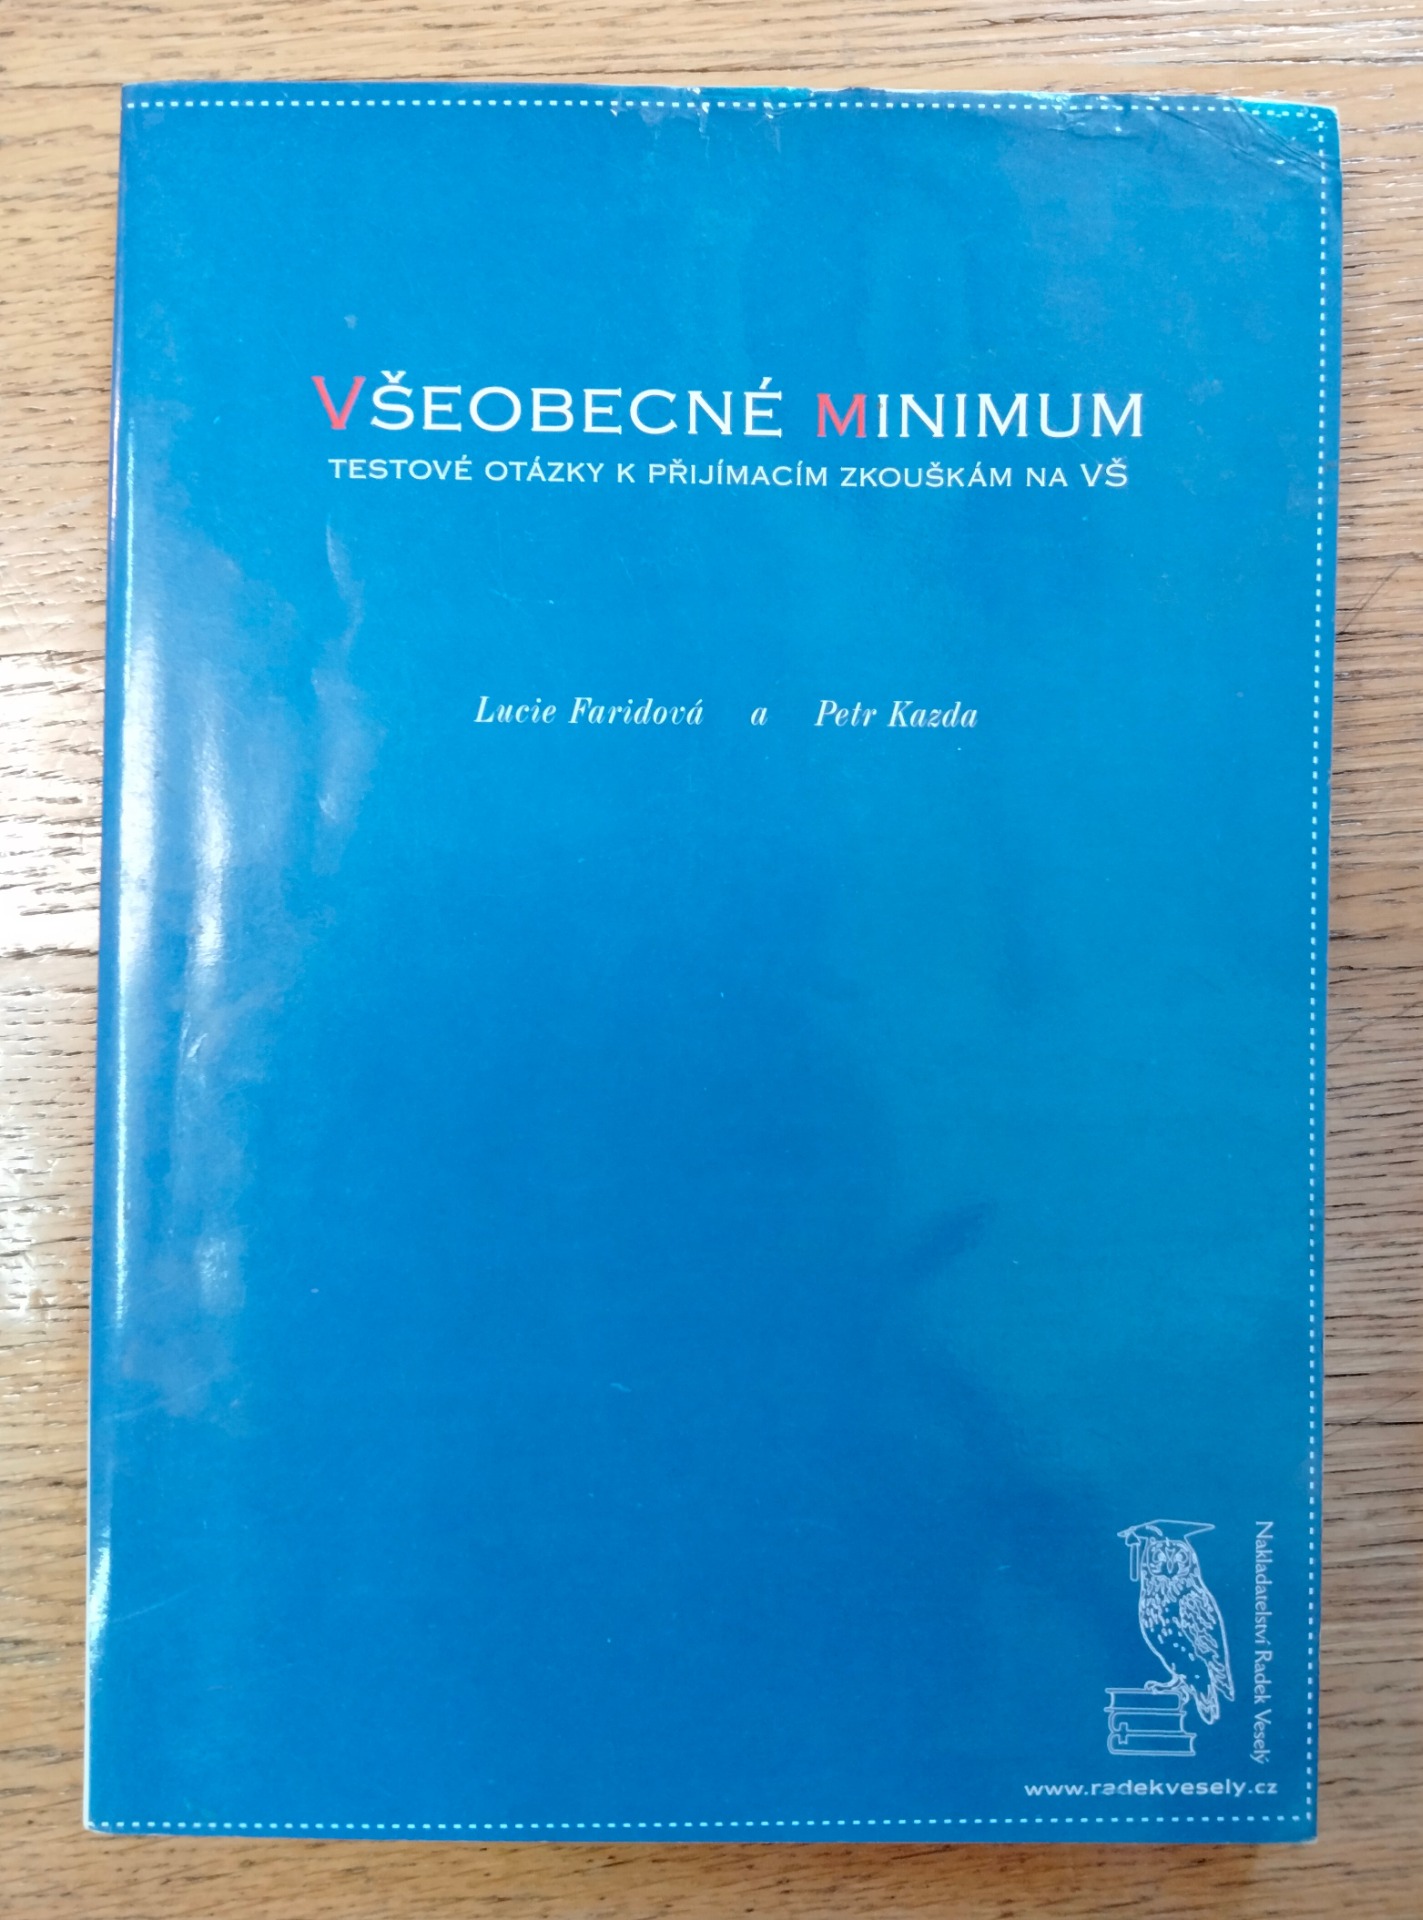 VŠEOBECNÉ MINIMUM
TESTOVÉ OTÁZKY K PŘIJÍMACÍM ZKOUŠKÁM NA VŠ
Lucie Faridová a Petr Kazda
Nakladatelství Radek Veselý
www.radekvesely.cz